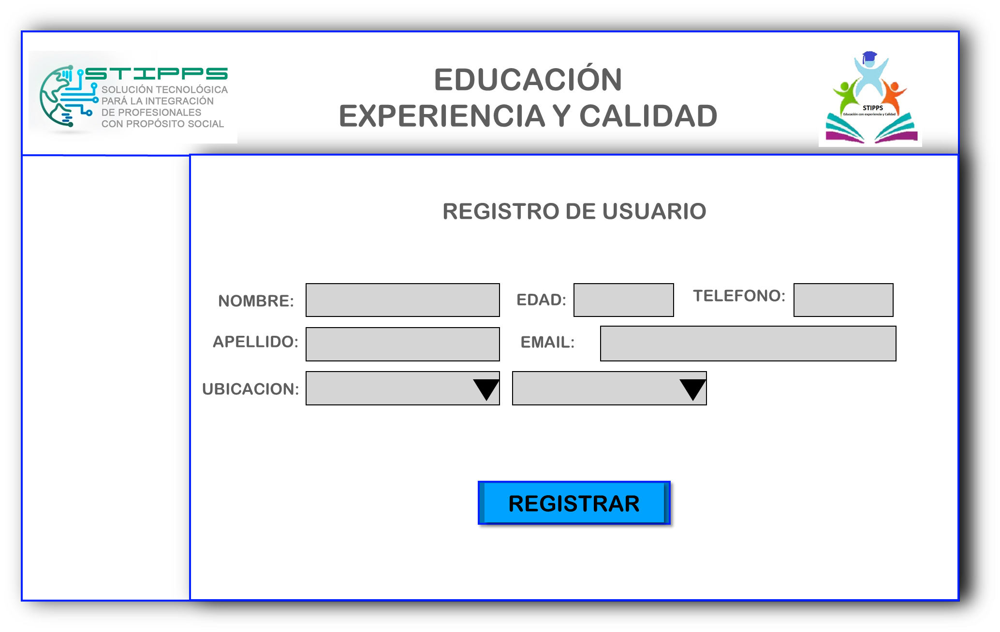 STIPPS
SOLUCIÓN TECNOLÓGICA
PARÁ LA INTEGRACIÓN
DE PROFESIONALES
CON PROPÓSITO SOCIAL
EDUCACIÓN
EXPERIENCIA Y CALIDAD
STIPPS
Educación con experiencia y Calidad
REGISTRO DE USUARIO
NOMBRE:
EDAD:
TELEFONO:
APELLIDO:
EMAIL:
UBICACION:
REGISTRAR